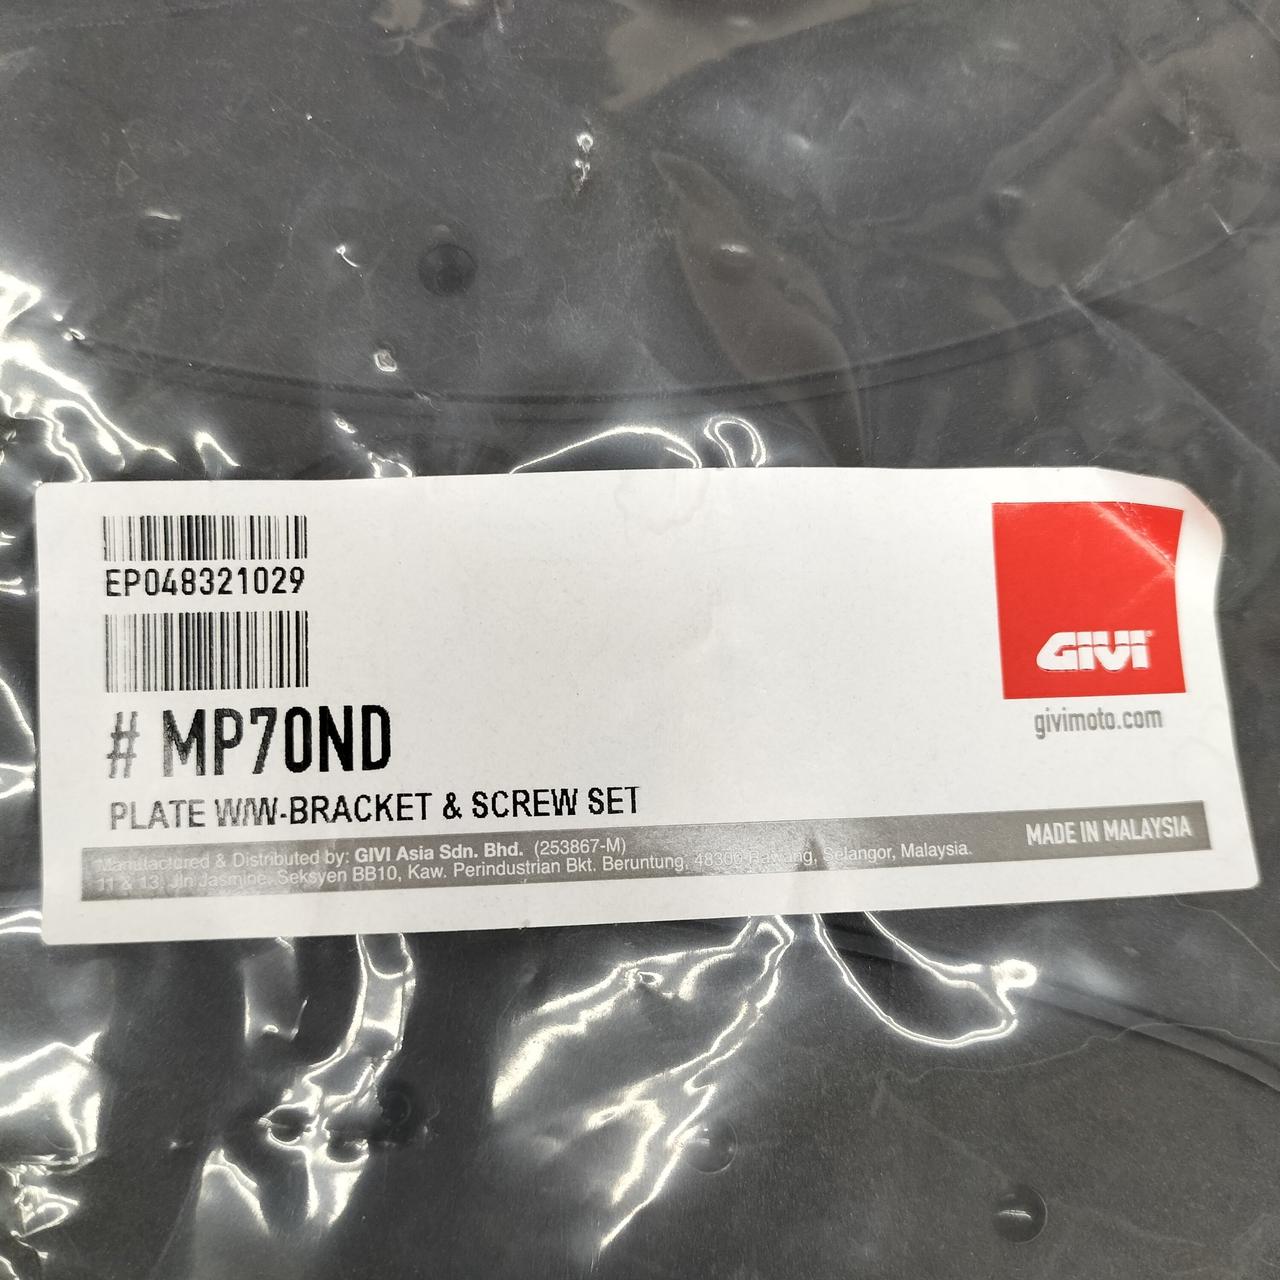 EP048321029
# MP70ND
PLATE W/W-BRACKET & SCREW SET
GIVI
givimoto.com
MADE IN MALAYSIA
Manufactured & Distributed by: GIVI Asia Sdn. Bhd. (253867-M)
11 & 13, Jln Jasmine, Seksyen BB10, Kaw. Perindustrian Bkt. Beruntung, 48300 Rawang, Selangor, Malaysia.